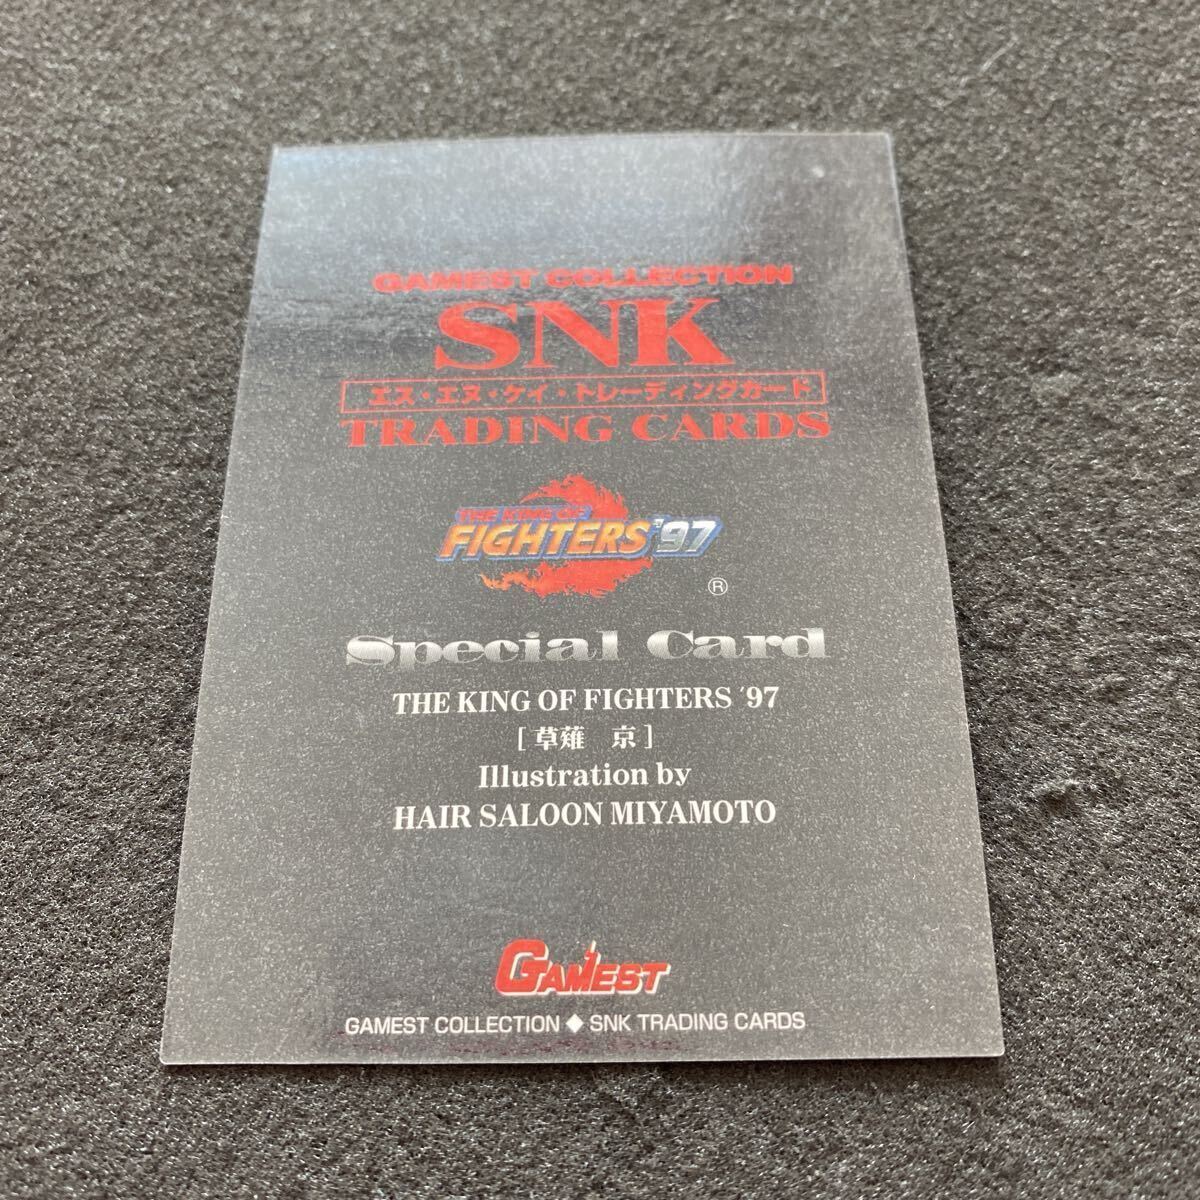 GAMEST COLLECTION
SNK
エス・エヌ・ケイ・トレーディングカード
TRADING CARDS
THE KING OF
FIGHTERS '97
®
Special Card
THE KING OF FIGHTERS '97
[ 草薙　京 ]
Illustration by
HAIR SALOON MIYAMOTO
GAMEST
GAMEST COLLECTION ◆ SNK TRADING CARDS